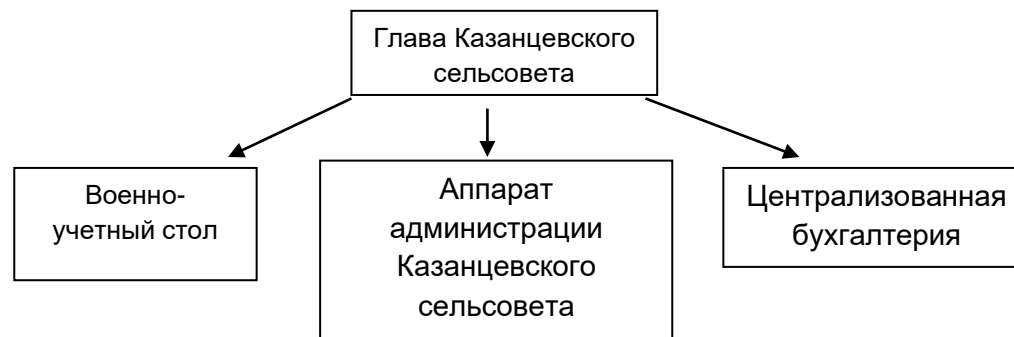 Глава Казанцевского
сельсовета
Военно-
учетный стол
Аппарат
администрации
Казанцевского
сельсовета
Централизованная
бухгалтерия